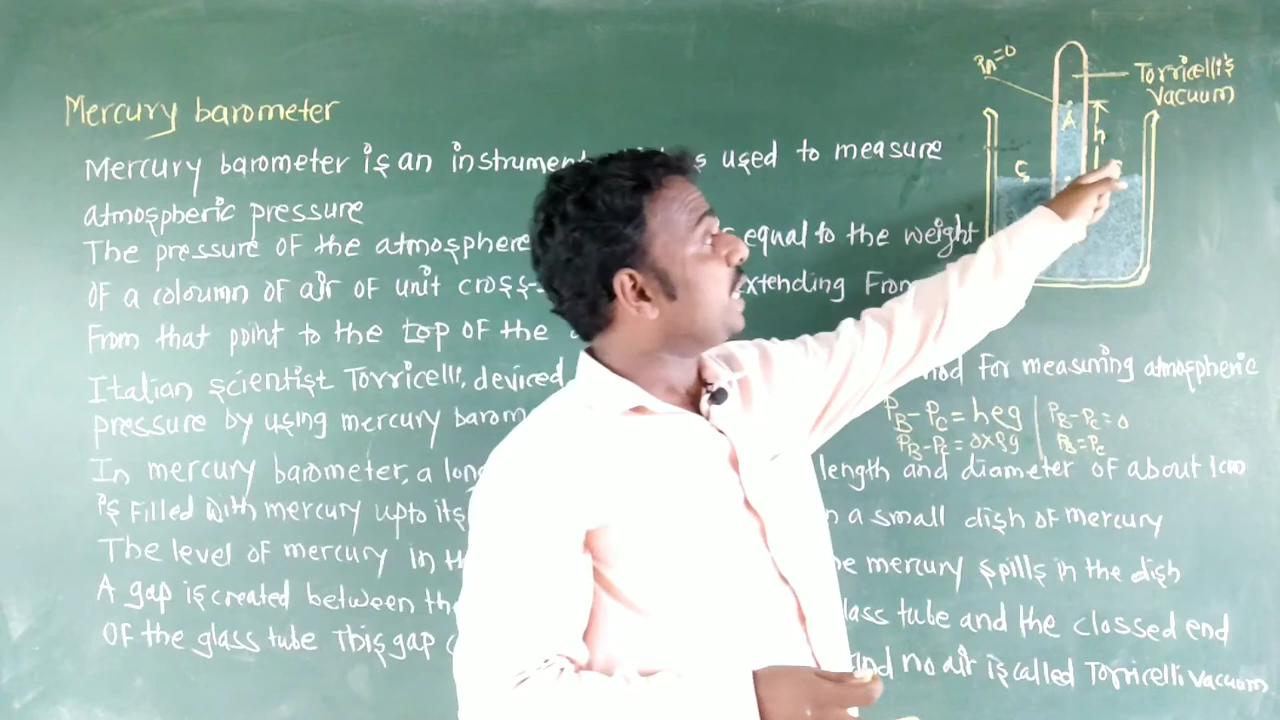 Mercury barometer
Mercury barometer is an instrument used to measure
atmospheric pressure
The pressure of the atmosphere equal to the weight
of a coloumn of air of unit cross- extending From
From that point to the top of the
Italian scientist Torricelli, deviced for measuring atmospheric
pressure by using mercury barom
In mercury barometer, a long length and diameter of about 1cm
is filled with mercury upto its a small dish of mercury
The level of mercury in mercury spills in the dish
A gap is created between the tube and the classed end
of the glass tube This gap and no air is called Torricelli vacuum
PA=0
Torricelli's
vacuum
A
h
C
PB-PC=heg
PB-PC=0xρg
PB-PC=0
PB=PC